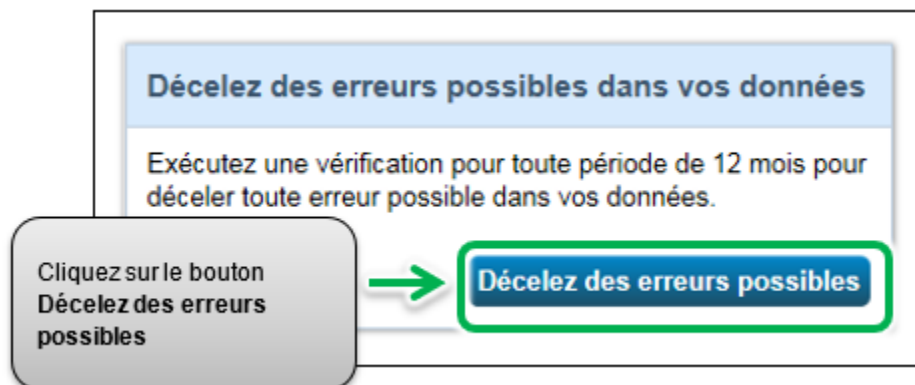 Décelez des erreurs possibles dans vos données
Exécutez une vérification pour toute période de 12 mois pour
déceler toute erreur possible dans vos données.
Cliquez sur le bouton
Décelez des erreurs
possibles
Décelez des erreurs possibles